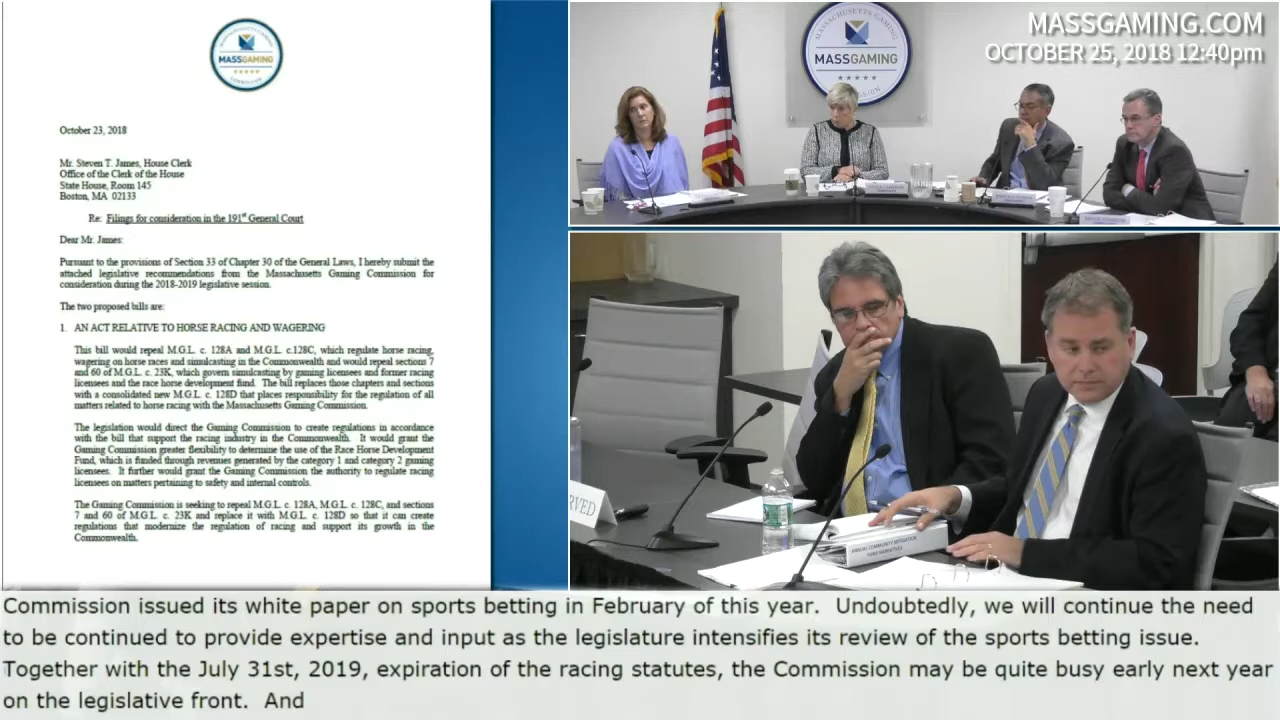 MASSGAMING
October 23, 2018
Mr. Steven T. James, House Clerk
Office of the Clerk of the House
State House, Room 145
Boston, MA 02133
Re: Filings for consideration in the 191st General Court
Dear Mr. James:
Pursuant to the provisions of Section 33 of Chapter 30 of the General Laws, I hereby submit the
attached legislative recommendations from the Massachusetts Gaming Commission for
consideration during the 2018-2019 legislative session.
The two proposed bills are:
1. AN ACT RELATIVE TO HORSE RACING AND WAGERING
This bill would repeal M.G.L. c. 128A and M.G.L. c.128C, which regulate horse racing,
wagering on horse races and simulcasting in the Commonwealth and would repeal sections 7
and 60 of M.G.L. c. 23K, which govern simulcasting by gaming licensees and former racing
licensees and the race horse development fund. The bill replaces those chapters and sections
with a consolidated new M.G.L. c. 128D that places responsibility for the regulation of all
matters related to horse racing with the Massachusetts Gaming Commission.
The legislation would direct the Gaming Commission to create regulations in accordance
with the bill that support the racing industry in the Commonwealth. It would grant the
Gaming Commission greater flexibility to determine the use of the Race Horse Development
Fund, which is funded through revenues generated by the category 1 and category 2 gaming
licensees. It further would grant the Gaming Commission the authority to regulate racing
licensees on matters pertaining to safety and internal controls.
The Gaming Commission is seeking to repeal M.G.L. c. 128A, M.G.L. c. 128C, and sections
7 and 60 of M.G.L. c. 23K and replace it with M.G.L. c. 128D so that it can create
regulations that modernize the regulation of racing and support its growth in the
Commonwealth.
MASSACHUSETTS GAMING
MASSGAMING
MASSGAMING.COM
OCTOBER 25, 2018 12:40pm
RVED
ANNUAL COMMUNITY MITIGATION
FUND NARRATIVES
Commission issued its white paper on sports betting in February of this year. Undoubtedly, we will continue the need
to be continued to provide expertise and input as the legislature intensifies its review of the sports betting issue.
Together with the July 31st, 2019, expiration of the racing statutes, the Commission may be quite busy early next year
on the legislative front. And